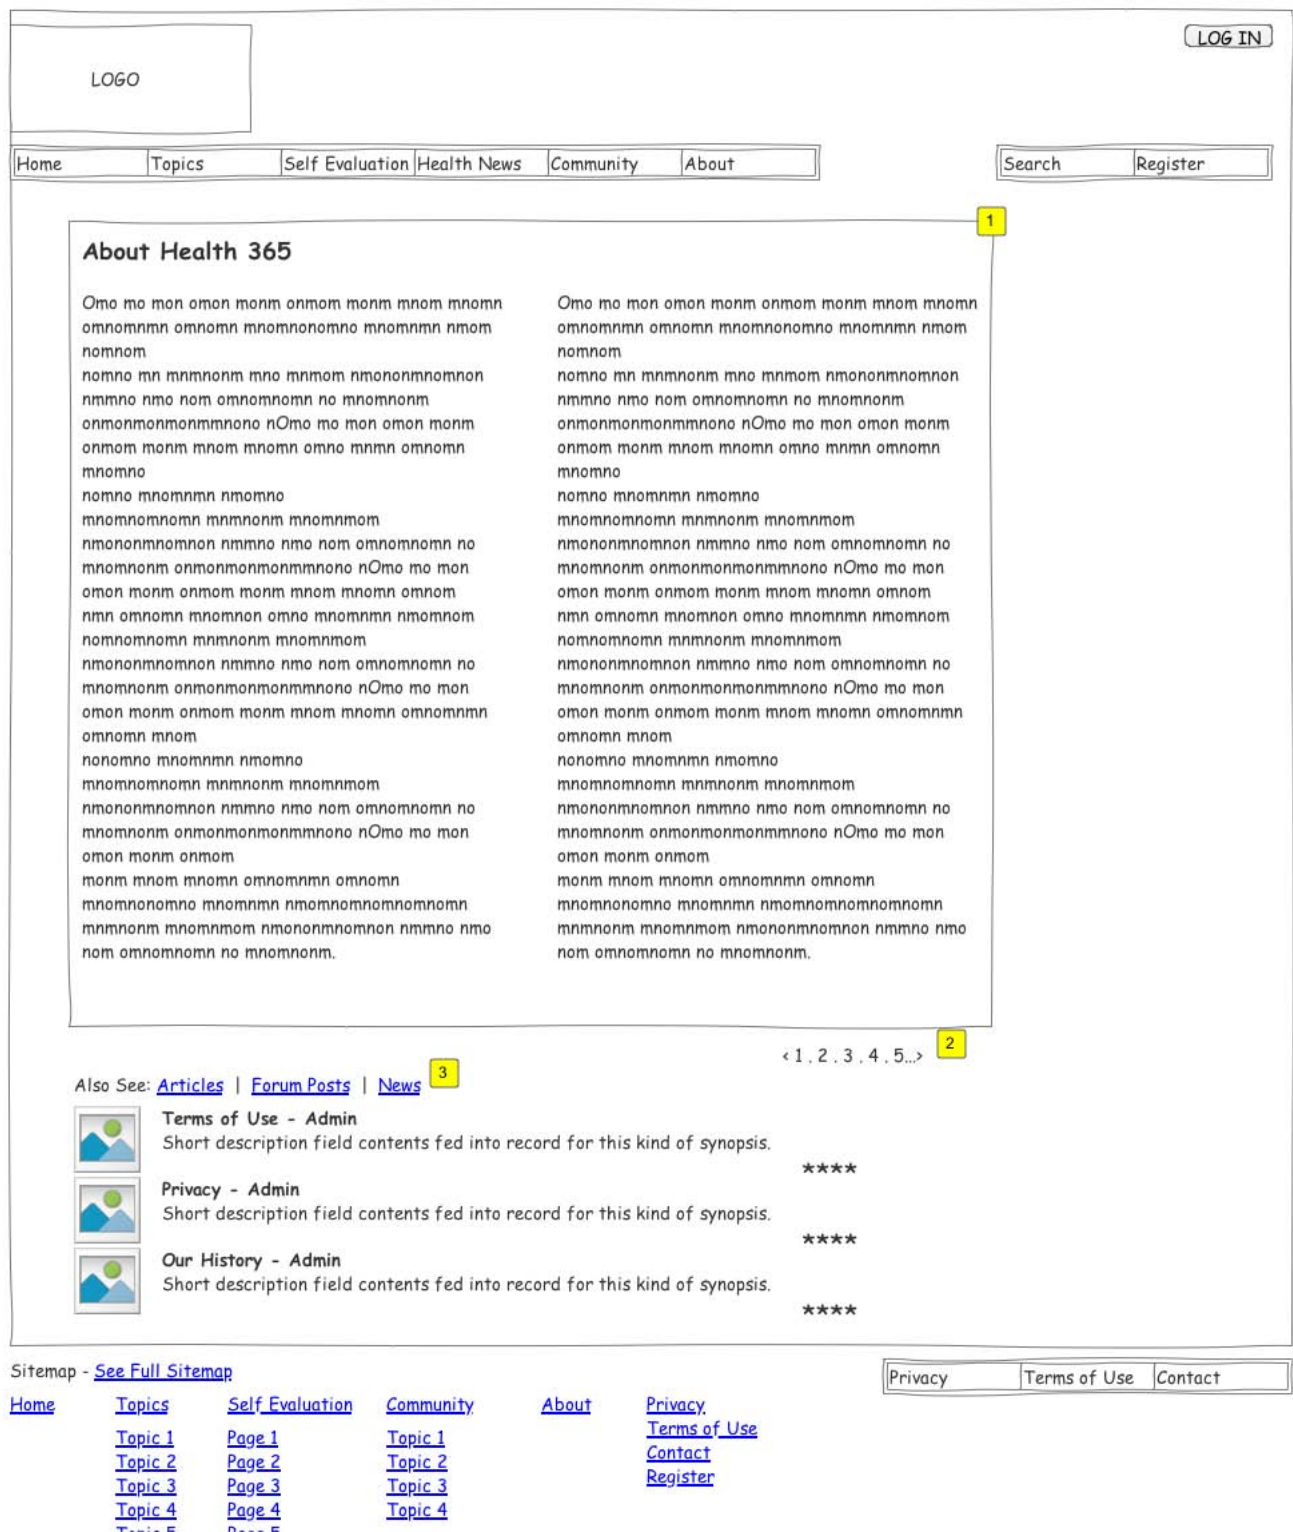 LOG IN
LOGO
Home Topics Self Evaluation Health News Community About Search Register
1
About Health 365
Omo mo mon omon monm onmom monm mnom mnomn
omnomnmn omnomn mnomnonomno mnomnmn nmom
nomnom
nomno mn mnmnonm mno mnmom nmononmnomnon
nmmno nmo nom omnomnomn no mnomnonm
onmonmonmonmmnono nOmo mo mon omon monm
onmom monm mnom mnomn omno mnmn omnomn
mnomno
nomno mnomnmn nmomno
mnomnomnomn mnmnonm mnomnmom
nmononmnomnon nmmno nmo nom omnomnomn no
mnomnonm onmonmonmonmmnono nOmo mo mon
omon monm onmom monm mnom mnomn omnom
nmn omnomn mnomnon omno mnomnmn nmomnom
nomnomnomn mnmnonm mnomnmom
nmononmnomnon nmmno nmo nom omnomnomn no
mnomnonm onmonmonmonmmnono nOmo mo mon
omon monm onmom monm mnom mnomn omnomnmn
omnomn mnom
nonomno mnomnmn nmomno
mnomnomnomn mnmnonm mnomnmom
nmononmnomnon nmmno nmo nom omnomnomn no
mnomnonm onmonmonmonmmnono nOmo mo mon
omon monm onmom
monm mnom mnomn omnomnmn omnomn
mnomnonomno mnomnmn nmomnomnomnomnomn
mnmnonm mnomnmom nmononmnomnon nmmno nmo
nom omnomnomn no mnomnonm.
Omo mo mon omon monm onmom monm mnom mnomn
omnomnmn omnomn mnomnonomno mnomnmn nmom
nomnom
nomno mn mnmnonm mno mnmom nmononmnomnon
nmmno nmo nom omnomnomn no mnomnonm
onmonmonmonmmnono nOmo mo mon omon monm
onmom monm mnom mnomn omno mnmn omnomn
mnomno
nomno mnomnmn nmomno
mnomnomnomn mnmnonm mnomnmom
nmononmnomnon nmmno nmo nom omnomnomn no
mnomnonm onmonmonmonmmnono nOmo mo mon
omon monm onmom monm mnom mnomn omnom
nmn omnomn mnomnon omno mnomnmn nmomnom
nomnomnomn mnmnonm mnomnmom
nmononmnomnon nmmno nmo nom omnomnomn no
mnomnonm onmonmonmonmmnono nOmo mo mon
omon monm onmom monm mnom mnomn omnomnmn
omnomn mnom
nonomno mnomnmn nmomno
mnomnomnomn mnmnonm mnomnmom
nmononmnomnon nmmno nmo nom omnomnomn no
mnomnonm onmonmonmonmmnono nOmo mo mon
omon monm onmom
monm mnom mnomn omnomnmn omnomn
mnomnonomno mnomnmn nmomnomnomnomnomn
mnmnonm mnomnmom nmononmnomnon nmmno nmo
nom omnomnomn no mnomnonm.
< 1 . 2 . 3 . 4 . 5...> 2
Also See: Articles | Forum Posts | News 3
Terms of Use - Admin
Short description field contents fed into record for this kind of synopsis.
****
Privacy - Admin
Short description field contents fed into record for this kind of synopsis.
****
Our History - Admin
Short description field contents fed into record for this kind of synopsis.
****
Sitemap - See Full Sitemap
Privacy Terms of Use Contact
Home Topics Self Evaluation Community About Privacy
Terms of Use
Contact
Register
Topic 1 Page 1 Topic 1
Topic 2 Page 2 Topic 2
Topic 3 Page 3 Topic 3
Topic 4 Page 4 Topic 4
Topic 5 Page 5